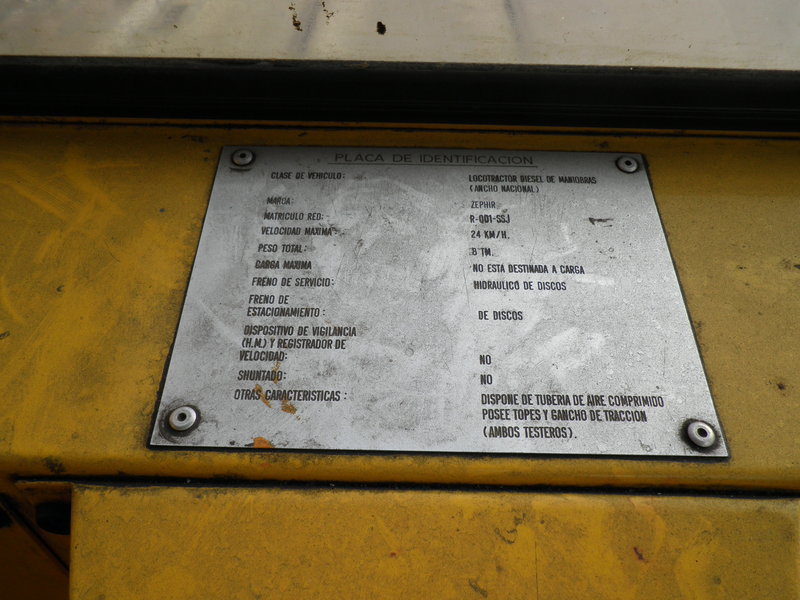 PLACA DE IDENTIFICACION
CLASE DE VEHICULO: LOCOTRACTOR DIESEL DE MANIOBRAS
(ANCHO NACIONAL)
MARCA: ZEPHIR
MATRICULO RED: R-QD1-SSJ
VELOCIDAD MAXIMA: 24 KM/H.
PESO TOTAL: 8 TM.
CARGA MAXIMA NO ESTA DESTINADA A CARGA
FRENO DE SERVICIO: HIDRAULICO DE DISCOS
FRENO DE
ESTACIONAMIENTO: DE DISCOS
DISPOSITIVO DE VIGILANCIA
(H.M.) Y REGISTRADOR DE
VELOCIDAD: NO
SHUNTADO: NO
OTRAS CARACTERISTICAS: DISPONE DE TUBERIA DE AIRE COMPRIMIDO
POSEE TOPES Y GANCHO DE TRACCION
(AMBOS TESTEROS).